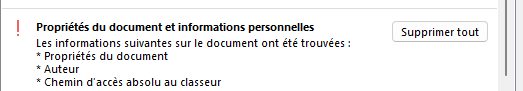 Propriétés du document et informations personnelles
Supprimer tout
Les informations suivantes sur le document ont été trouvées :
* Propriétés du document
* Auteur
* Chemin d'accès absolu au classeur